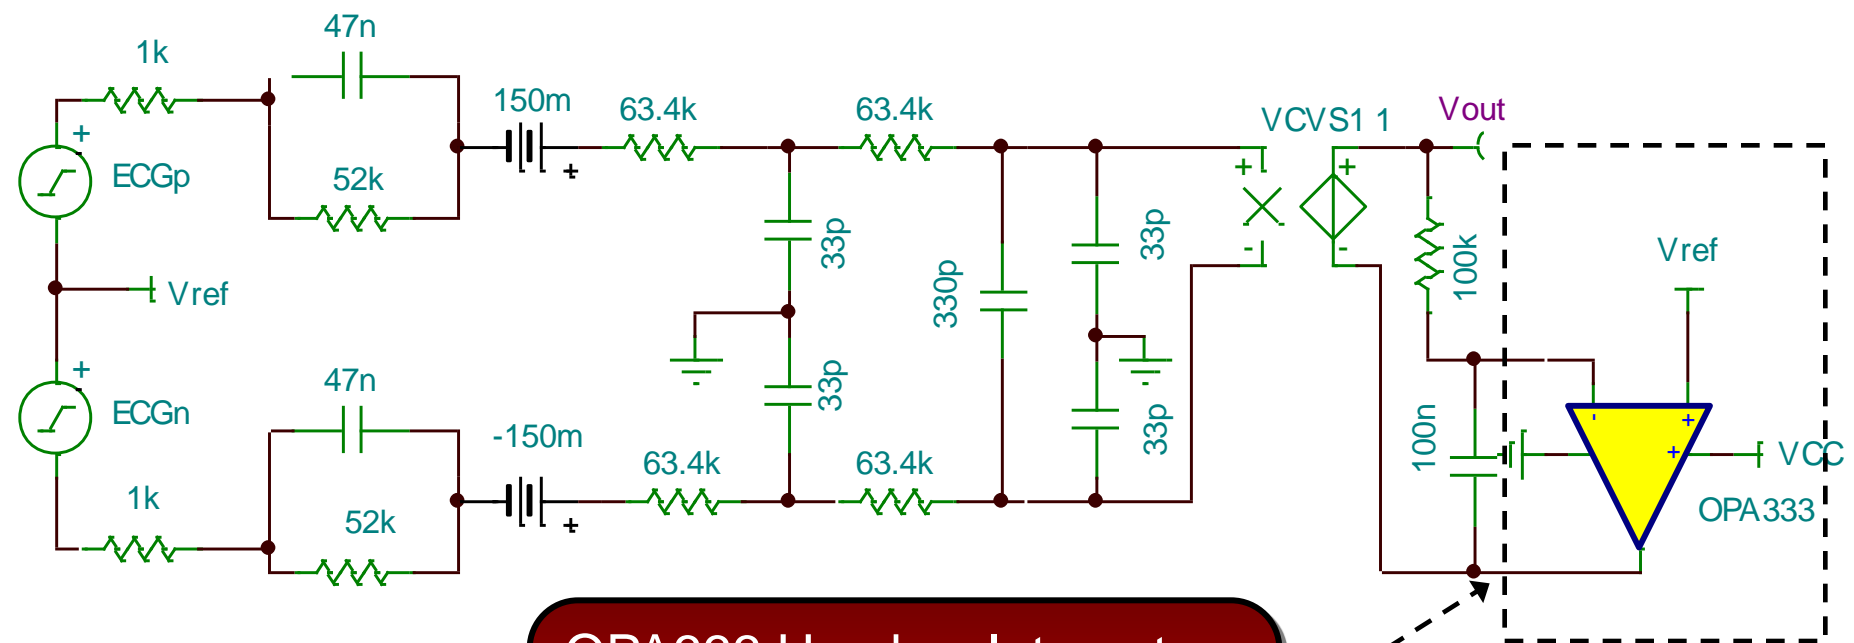 47n
1k
150m
63.4k
63.4k
VCVS1 1
Vout
ECGp
52k
33p
33p
100k
Vref
Vref
330p
ECGn
47n
-150m
33p
33p
100n
VCC
63.4k
63.4k
1k
52k
OPA333